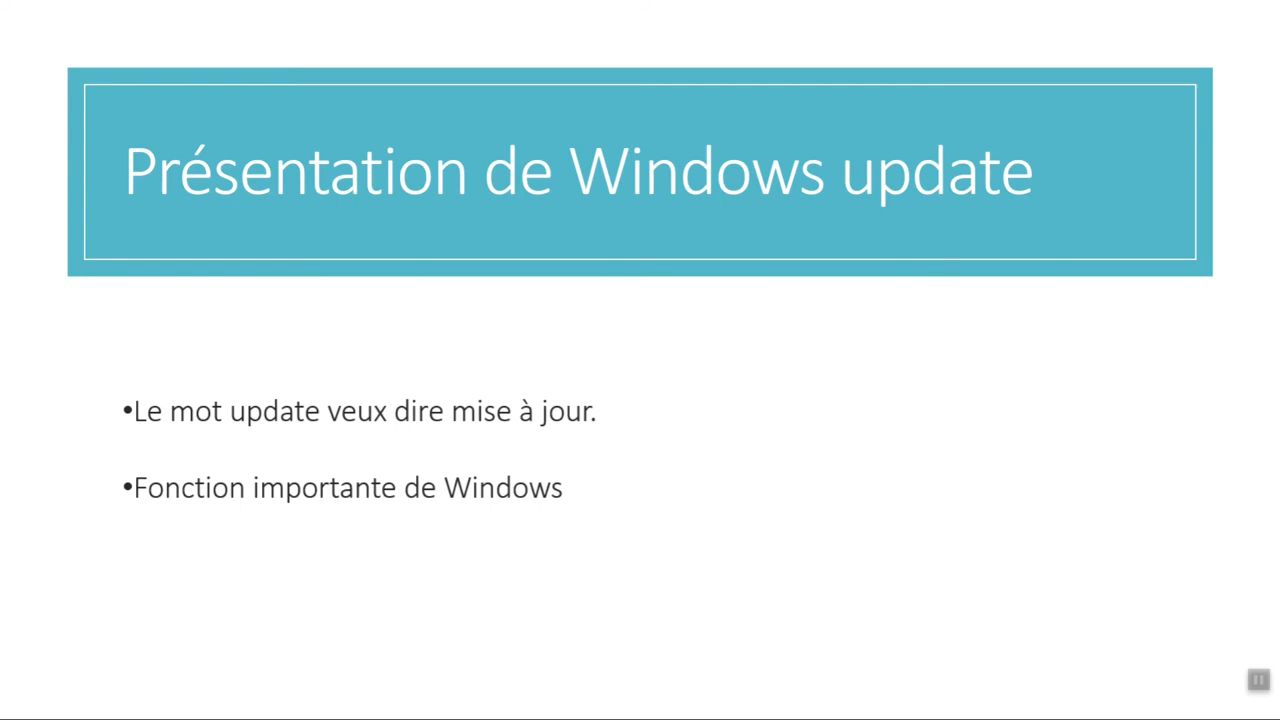 Présentation de Windows update
•Le mot update veux dire mise à jour.
•Fonction importante de Windows